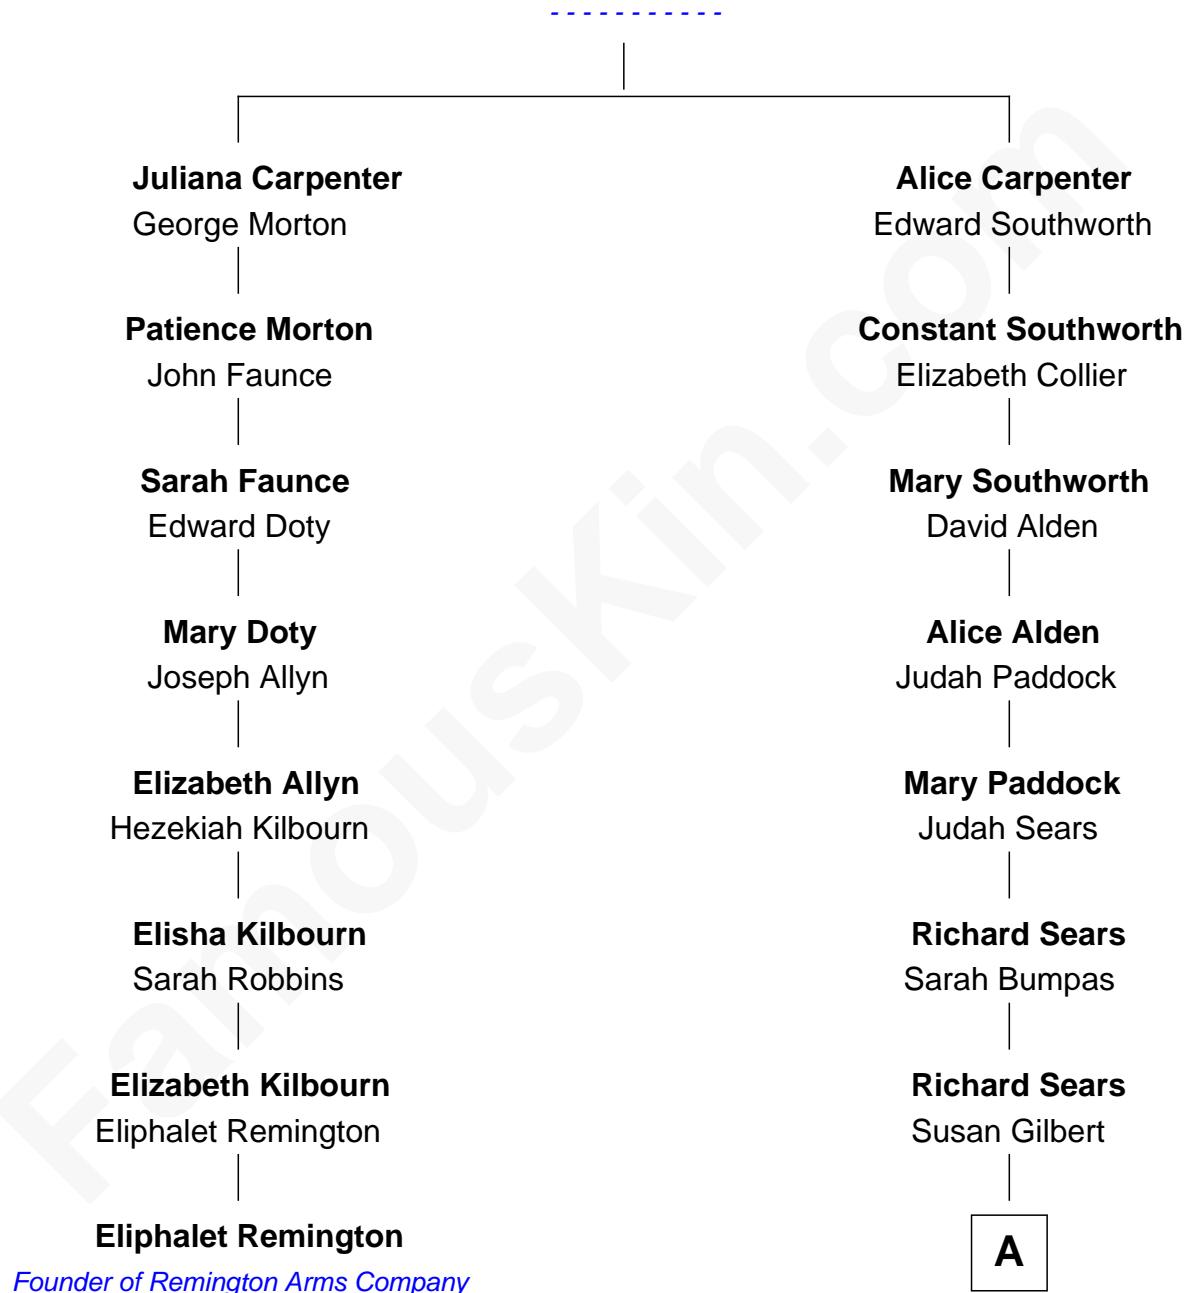 - - - - - - - - - - -
Juliana Carpenter
George Morton
Alice Carpenter
Edward Southworth
Patience Morton
John Faunce
Constant Southworth
Elizabeth Collier
Sarah Faunce
Edward Doty
Mary Southworth
David Alden
Mary Doty
Joseph Allyn
Alice Alden
Judah Paddock
Elizabeth Allyn
Hezekiah Kilbourn
Mary Paddock
Judah Sears
Elisha Kilbourn
Sarah Robbins
Richard Sears
Sarah Bumpas
Elizabeth Kilbourn
Eliphalet Remington
Richard Sears
Susan Gilbert
Eliphalet Remington
Founder of Remington Arms Company
A
FamousKin.com